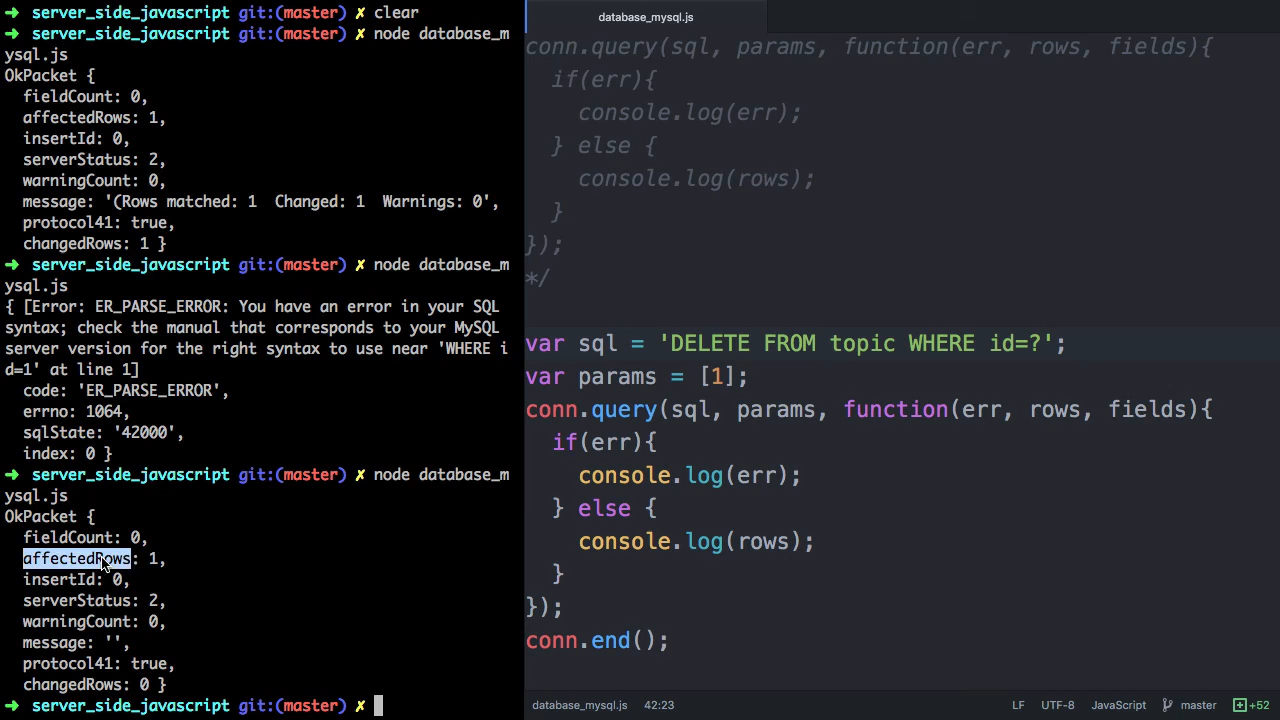 ➜  server_side_javascript git:(master) ✗ clear
➜  server_side_javascript git:(master) ✗ node database_m
ysql.js
OkPacket {
  fieldCount: 0,
  affectedRows: 1,
  insertId: 0,
  serverStatus: 2,
  warningCount: 0,
  message: '(Rows matched: 1  Changed: 1  Warnings: 0',
  protocol41: true,
  changedRows: 1 }
➜  server_side_javascript git:(master) ✗ node database_m
ysql.js
{ [Error: ER_PARSE_ERROR: You have an error in your SQL
syntax; check the manual that corresponds to your MySQL
server version for the right syntax to use near 'WHERE i
d=1' at line 1]
  code: 'ER_PARSE_ERROR',
  errno: 1064,
  sqlState: '42000',
  index: 0 }
➜  server_side_javascript git:(master) ✗ node database_m
ysql.js
OkPacket {
  fieldCount: 0,
  affectedRows: 1,
  insertId: 0,
  serverStatus: 2,
  warningCount: 0,
  message: '',
  protocol41: true,
  changedRows: 0 }
➜  server_side_javascript git:(master) ✗
database_mysql.js
conn.query(sql, params, function(err, rows, fields){
  if(err){
    console.log(err);
  } else {
    console.log(rows);
  }
});
*/
var sql = 'DELETE FROM topic WHERE id=?';
var params = [1];
conn.query(sql, params, function(err, rows, fields){
  if(err){
    console.log(err);
  } else {
    console.log(rows);
  }
});
conn.end();
database_mysql.js  42:23  LF  UTF-8  JavaScript  master  +52